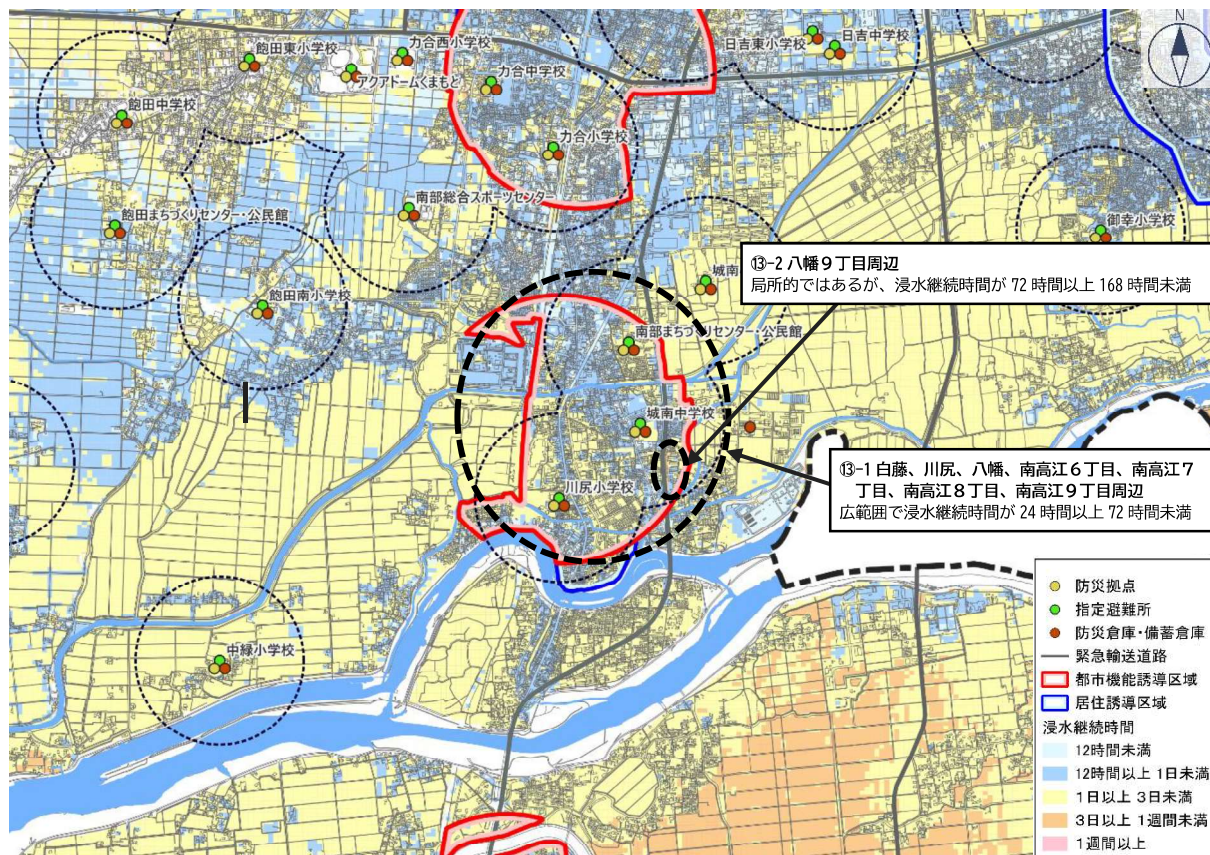 N
飽田東小学校
力合西小学校
日吉東小学校
日吉中学校
アクアドームくまもと
力合中学校
飽田中学校
力合小学校
南部総合スポーツセンター
飽田まちづくりセンター・公民館
御幸小学校
⑬-2 八幡9丁目周辺
局所的ではあるが、浸水継続時間が 72 時間以上 168 時間未満
城南
飽田南小学校
南部まちづくりセンター・公民館
城南中学校
⑬-1 白藤、川尻、八幡、南高江6丁目、南高江7
丁目、南高江8丁目、南高江9丁目周辺
広範囲で浸水継続時間が 24 時間以上 72 時間未満
川尻小学校
中緑小学校
防災拠点
指定避難所
防災倉庫・備蓄倉庫
緊急輸送道路
都市機能誘導区域
居住誘導区域
浸水継続時間
12時間未満
12時間以上 1日未満
1日以上 3日未満
3日以上 1週間未満
1週間以上